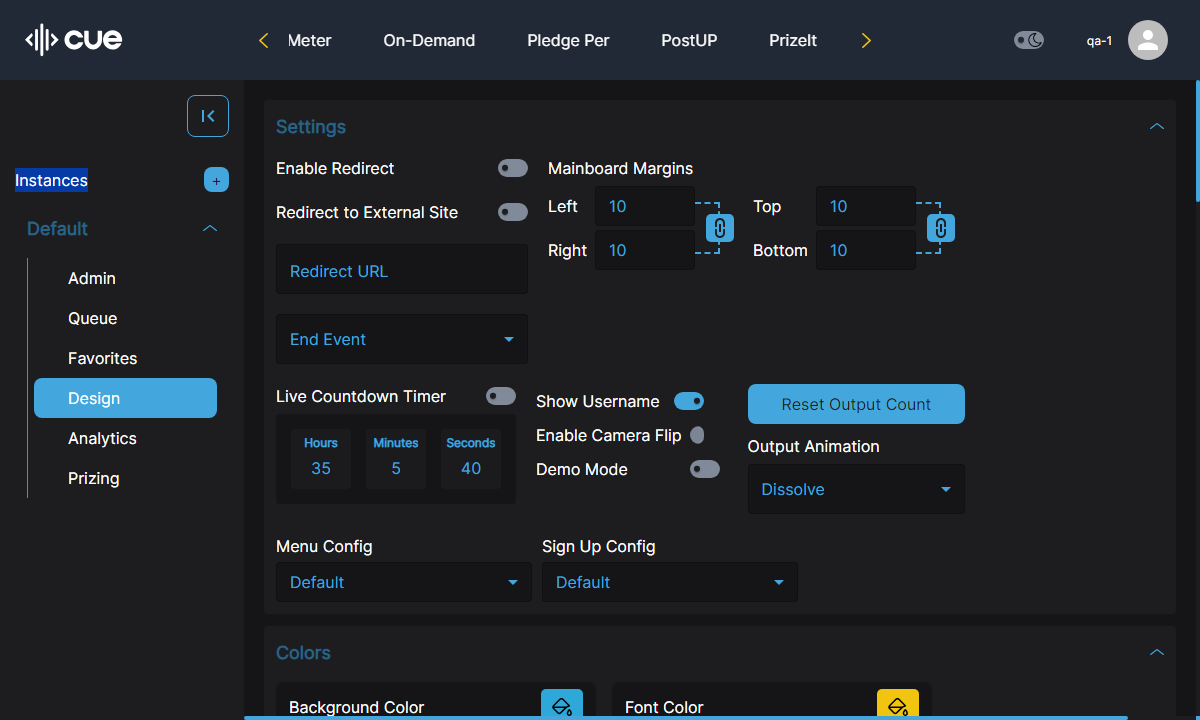 cue
Meter On-Demand Pledge Per PostUP PrizeIt
qa-1
Instances
+
Default
Admin
Queue
Favorites
Design
Analytics
Prizing
Settings
Enable Redirect
Redirect to External Site
Redirect URL
End Event
Mainboard Margins
Left 10
Right 10
Top 10
Bottom 10
Live Countdown Timer
Hours Minutes Seconds
35 5 40
Show Username
Enable Camera Flip
Demo Mode
Reset Output Count
Output Animation
Dissolve
Menu Config
Default
Sign Up Config
Default
Colors
Background Color
Font Color